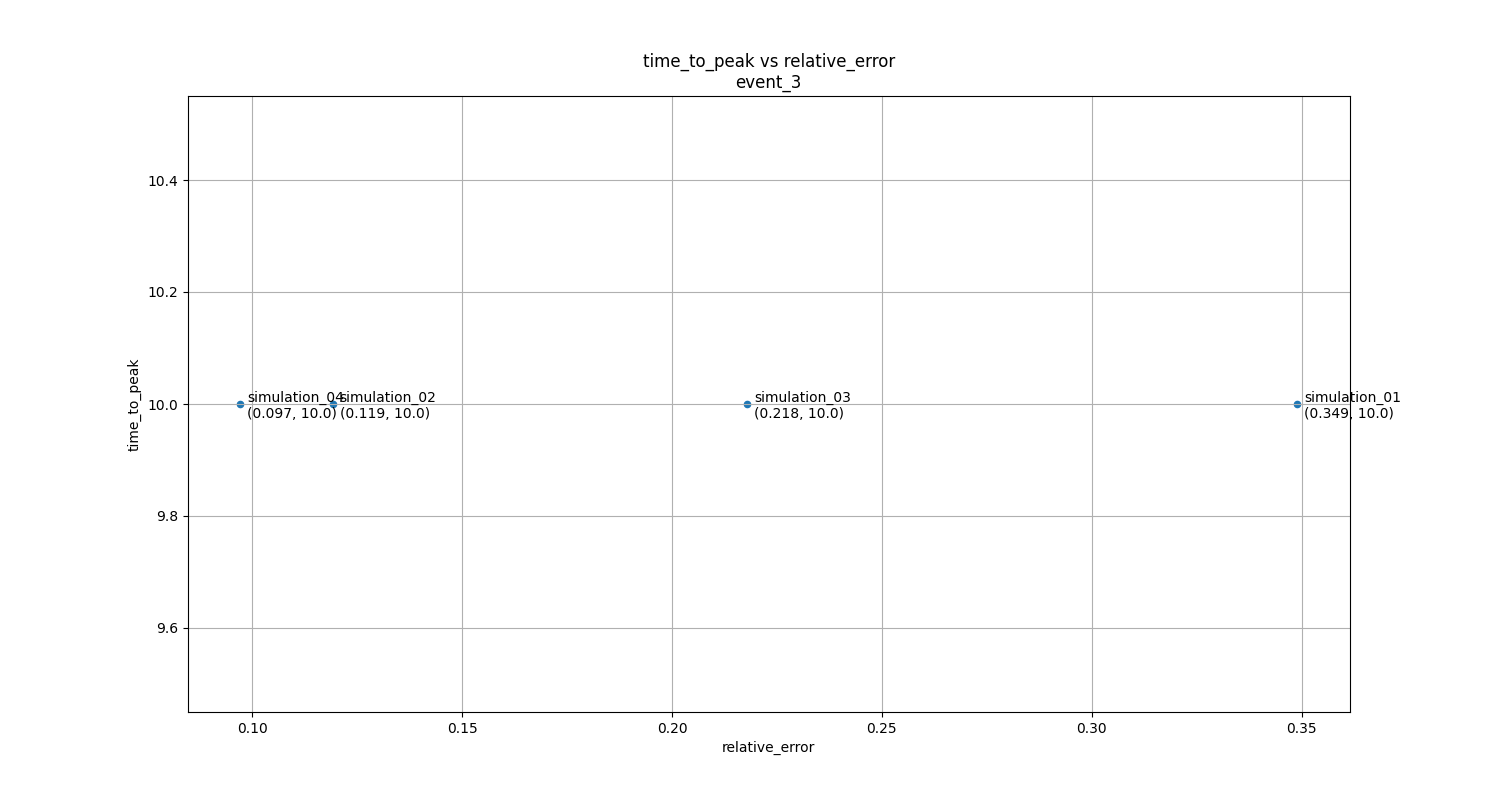 time_to_peak vs relative_error
event_3
time_to_peak
10.4
10.2
10.0
9.8
9.6
simulation_04
(0.097, 10.0)
simulation_02
(0.119, 10.0)
simulation_03
(0.218, 10.0)
simulation_01
(0.349, 10.0)
0.10
0.15
0.20
0.25
0.30
0.35
relative_error